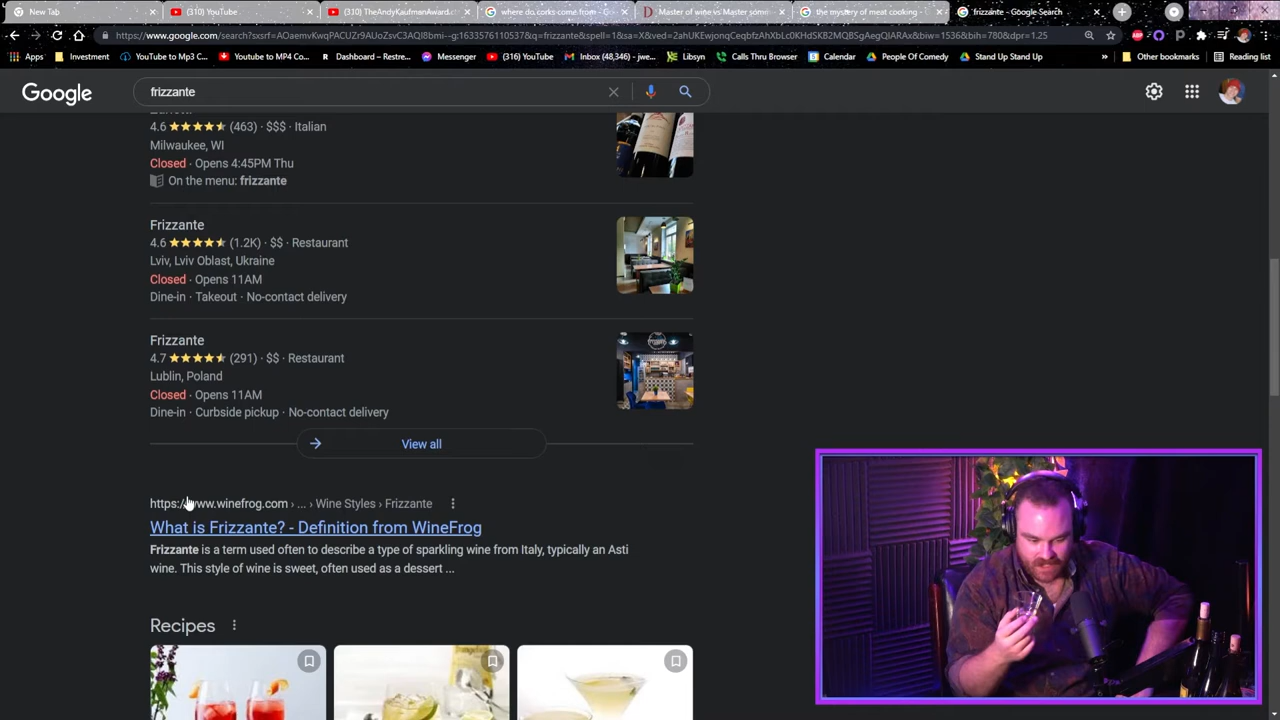 New Tab
(310) YouTube
(310) TheAndyKaufmanAward.c
where do corks come from - G
Master of wine vs Master somm
the mystery of meat cooking -
frizzante - Google Search
https://www.google.com/search?sxsrf=
Apps
Investment
Youtube to Mp3 C...
Youtube to MP4 Co...
Dashboard – Restre...
Messenger
(316) YouTube
Inbox (48,346) - jwe...
Libsyn
Calls Thru Browser
Calendar
People Of Comedy
Stand Up Stand Up
»
Other bookmarks
Reading list
Google
frizzante
4.6 (463) · $$$ · Italian
Milwaukee, WI
Closed · Opens 4:45PM Thu
On the menu: frizzante
Frizzante
4.6 (1.2K) · $$ · Restaurant
Lviv, Lviv Oblast, Ukraine
Closed · Opens 11AM
Dine-in · Takeout · No-contact delivery
Frizzante
4.7 (291) · $$ · Restaurant
Lublin, Poland
Closed · Opens 11AM
Dine-in · Curbside pickup · No-contact delivery
View all
https://www.winefrog.com › ... › Wine Styles › Frizzante
What is Frizzante? - Definition from WineFrog
Frizzante is a term used often to describe a type of sparkling wine from Italy, typically an Asti
wine. This style of wine is sweet, often used as a dessert ...
Recipes